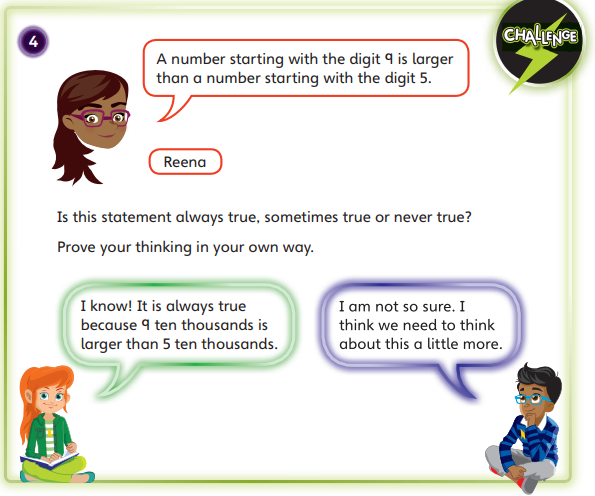 4
CHALLENGE
A number starting with the digit 9 is larger
than a number starting with the digit 5.
Reena
Is this statement always true, sometimes true or never true?
Prove your thinking in your own way.
I know! It is always true
because 9 ten thousands is
larger than 5 ten thousands.
I am not so sure. I
think we need to think
about this a little more.